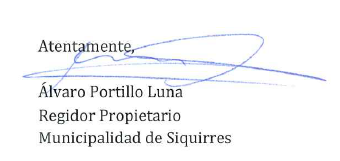 Atentamente,
Álvaro Portillo Luna
Regidor Propietario
Municipalidad de Siquirres